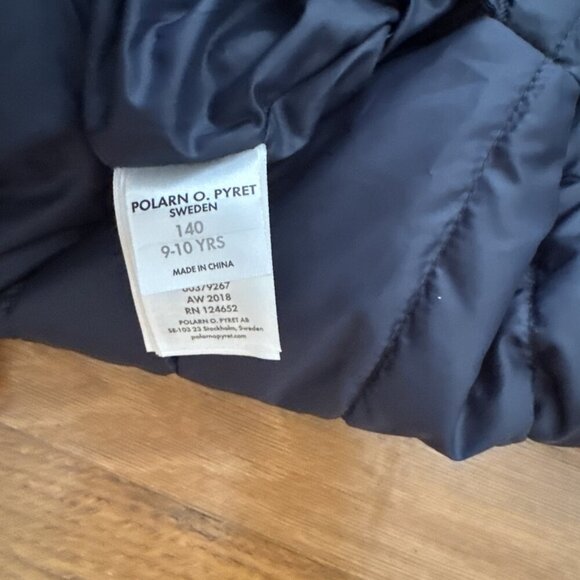 POLARN O. PYRET
SWEDEN
140
9-10 YRS
MADE IN CHINA
00379267
AW 2018
RN 124652
POLARN O. PYRET AB
SE-103 23 Stockholm, Sweden
polarnopyret.com